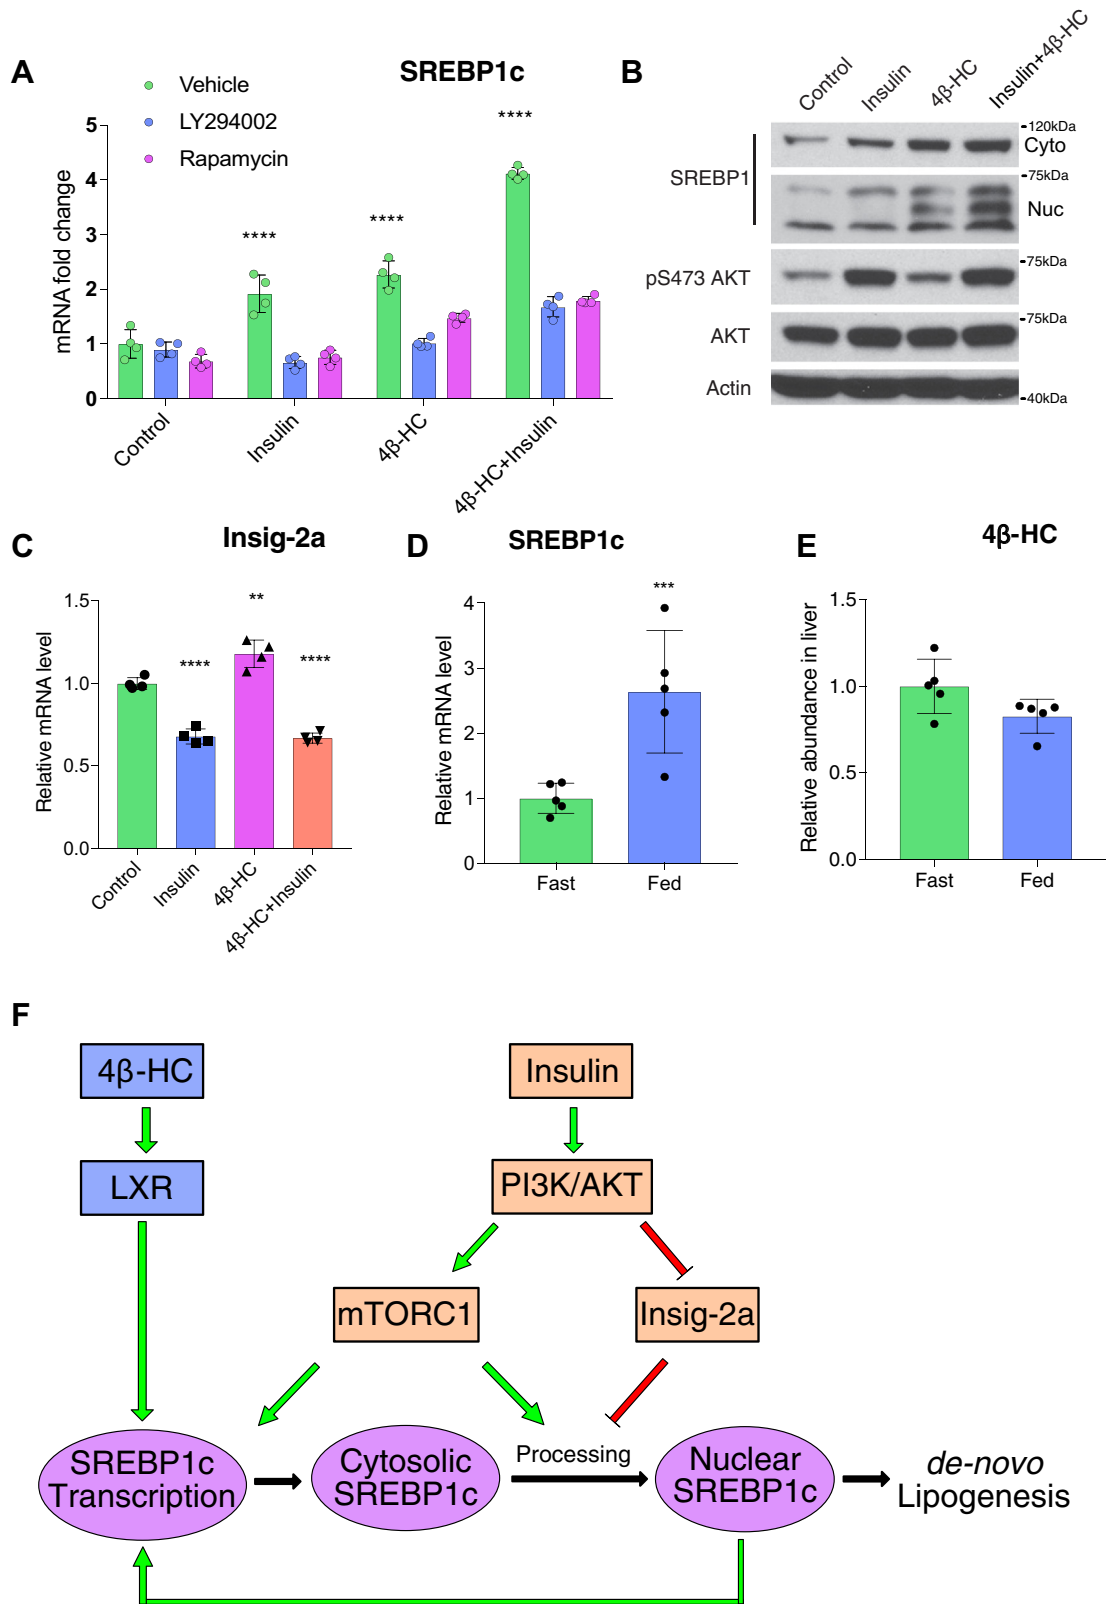 A
SREBP1c
Vehicle
LY294002
Rapamycin
mRNA fold change
5
4
3
2
1
0
****
****
****
Control
Insulin
4β-HC
4β-HC+Insulin
B
Control
Insulin
4β-HC
Insulin+4β-HC
SREBP1
pS473 AKT
AKT
Actin
120kDa
Cyto
75kDa
Nuc
75kDa
75kDa
40kDa
C
Insig-2a
Relative mRNA level
1.5
1.0
0.5
0.0
****
**
****
Control
Insulin
4β-HC
4β-HC+Insulin
D
SREBP1c
Relative mRNA level
4
3
2
1
0
***
Fast
Fed
E
4β-HC
Relative abundance in liver
1.5
1.0
0.5
0.0
Fast
Fed
F
4β-HC
Insulin
LXR
PI3K/AKT
mTORC1
Insig-2a
SREBP1c
Transcription
Cytosolic
SREBP1c
Processing
Nuclear
SREBP1c
de-novo
Lipogenesis